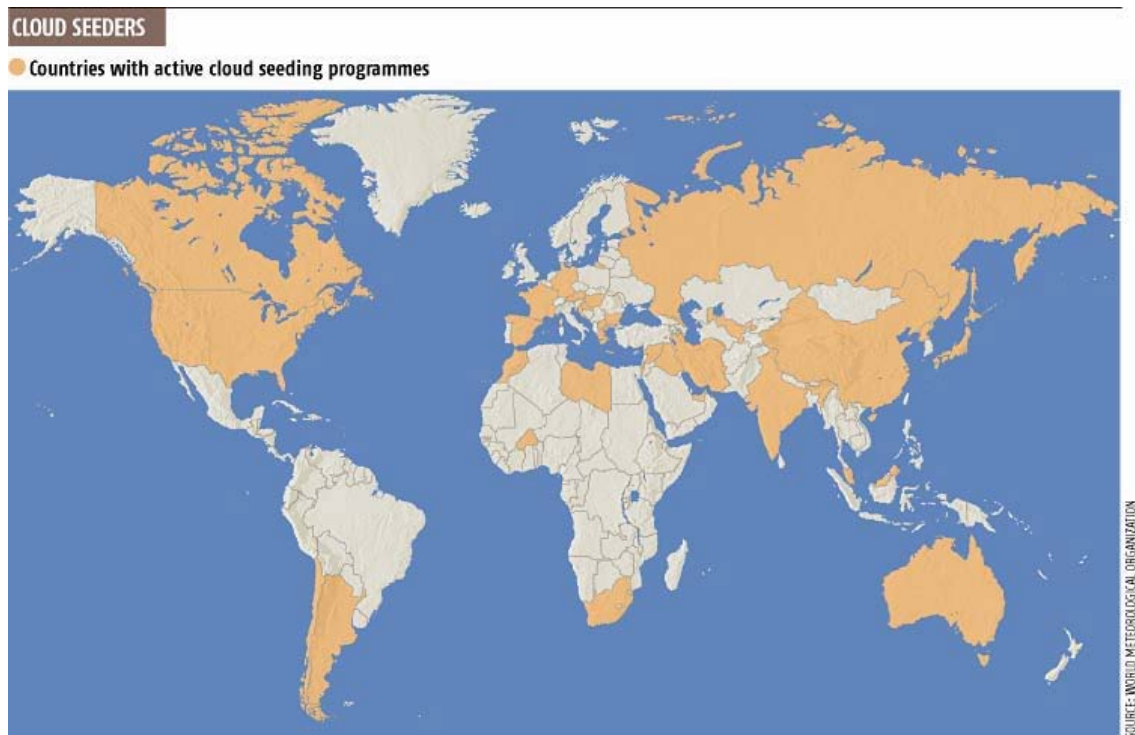 CLOUD SEEDERS
Countries with active cloud seeding programmes
SOURCE: WORLD METEOROLOGICAL ORGANIZATION